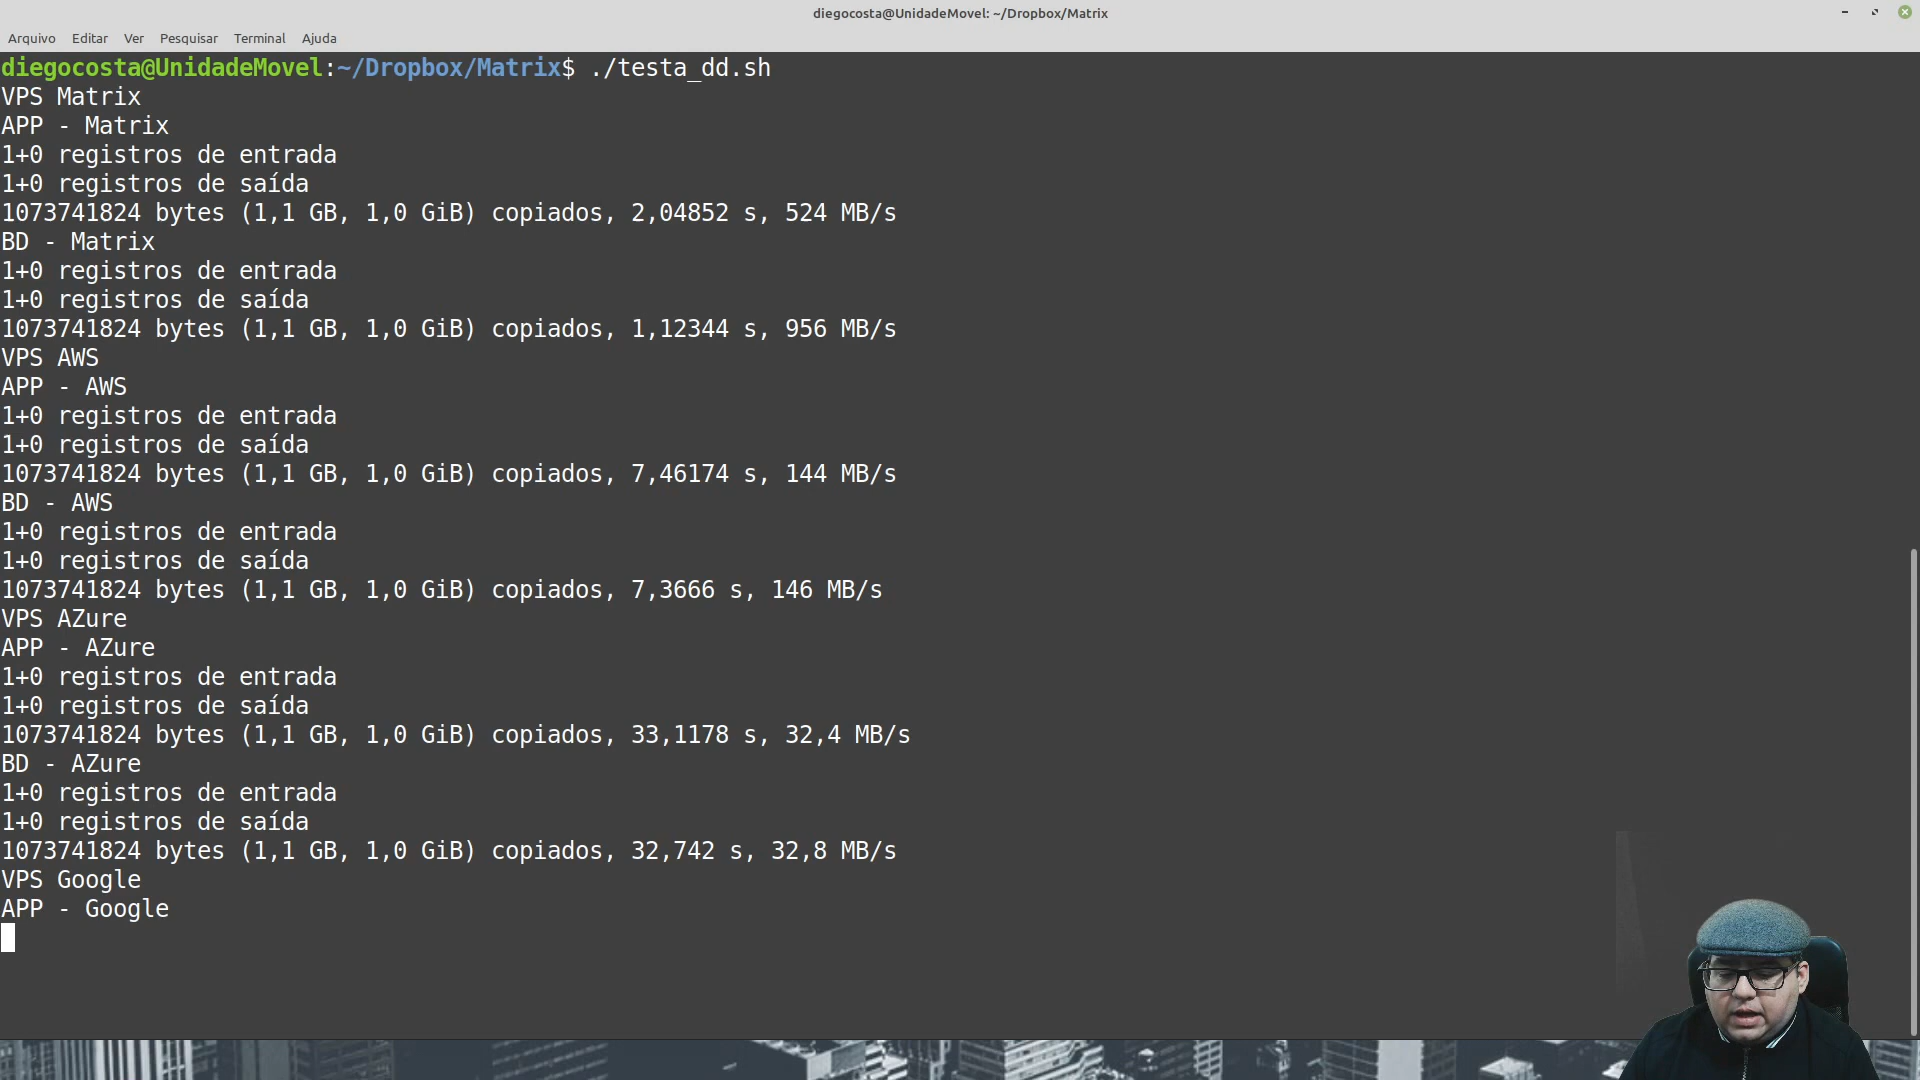 diegocosta@UnidadeMovel: ~/Dropbox/Matrix
Arquivo Editar Ver Pesquisar Terminal Ajuda
diegocosta@UnidadeMovel:~/Dropbox/Matrix$ ./testa_dd.sh
VPS Matrix
APP - Matrix
1+0 registros de entrada
1+0 registros de saída
1073741824 bytes (1,1 GB, 1,0 GiB) copiados, 2,04852 s, 524 MB/s
BD - Matrix
1+0 registros de entrada
1+0 registros de saída
1073741824 bytes (1,1 GB, 1,0 GiB) copiados, 1,12344 s, 956 MB/s
VPS AWS
APP - AWS
1+0 registros de entrada
1+0 registros de saída
1073741824 bytes (1,1 GB, 1,0 GiB) copiados, 7,46174 s, 144 MB/s
BD - AWS
1+0 registros de entrada
1+0 registros de saída
1073741824 bytes (1,1 GB, 1,0 GiB) copiados, 7,3666 s, 146 MB/s
VPS AZure
APP - AZure
1+0 registros de entrada
1+0 registros de saída
1073741824 bytes (1,1 GB, 1,0 GiB) copiados, 33,1178 s, 32,4 MB/s
BD - AZure
1+0 registros de entrada
1+0 registros de saída
1073741824 bytes (1,1 GB, 1,0 GiB) copiados, 32,742 s, 32,8 MB/s
VPS Google
APP - Google